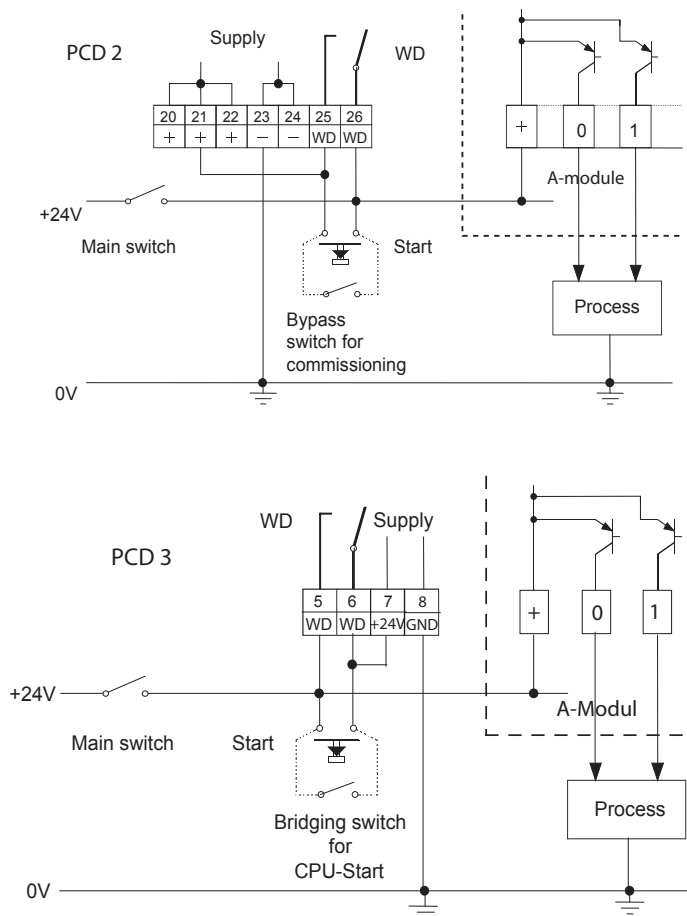 Supply
PCD 2
WD
20 21 22 23 24 25 26
+ + + − − WD WD
+ 0 1
A-module
+24V
Main switch
Start
Bypass
switch for
commissioning
Process
0V
WD
Supply
PCD 3
5 6 7 8
WD WD +24V GND
+ 0 1
+24V
A-Modul
Main switch
Start
Bridging switch
for
CPU-Start
Process
0V